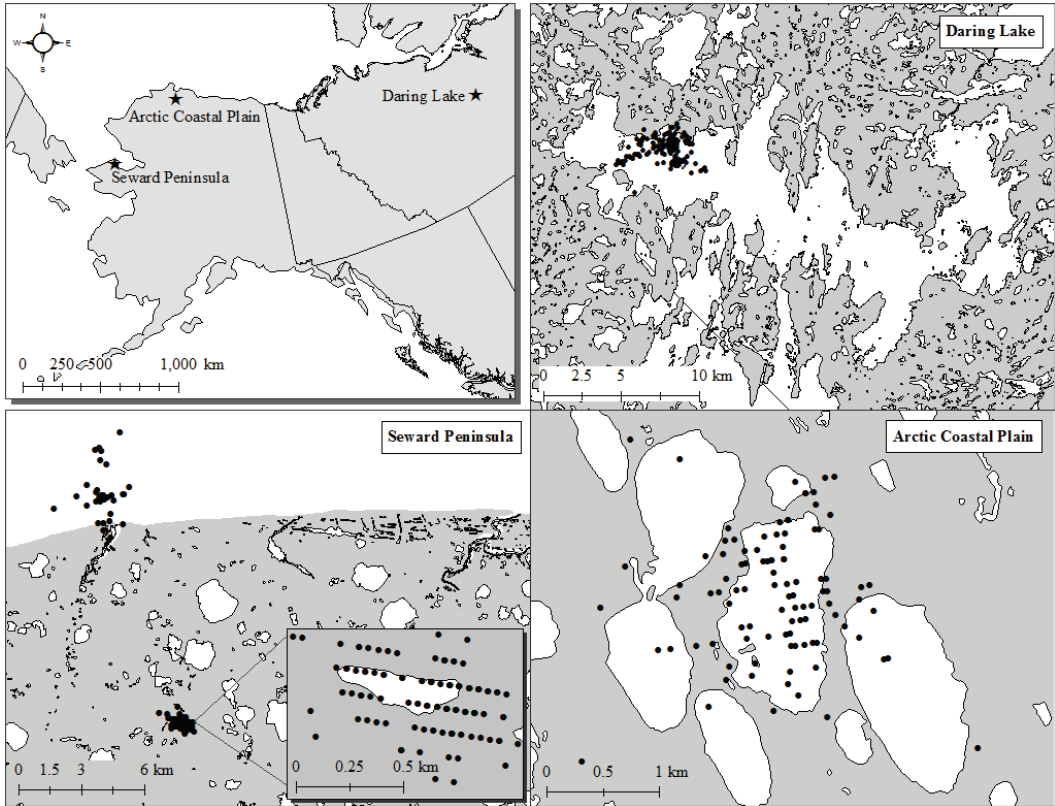 N
W E
S
Daring Lake
Arctic Coastal Plain
Seward Peninsula
0 250 500 1,000 km
Daring Lake
0 2.5 5 10 km
Seward Peninsula
0 1.5 3 6 km
0 0.25 0.5 km
Arctic Coastal Plain
0 0.5 1 km